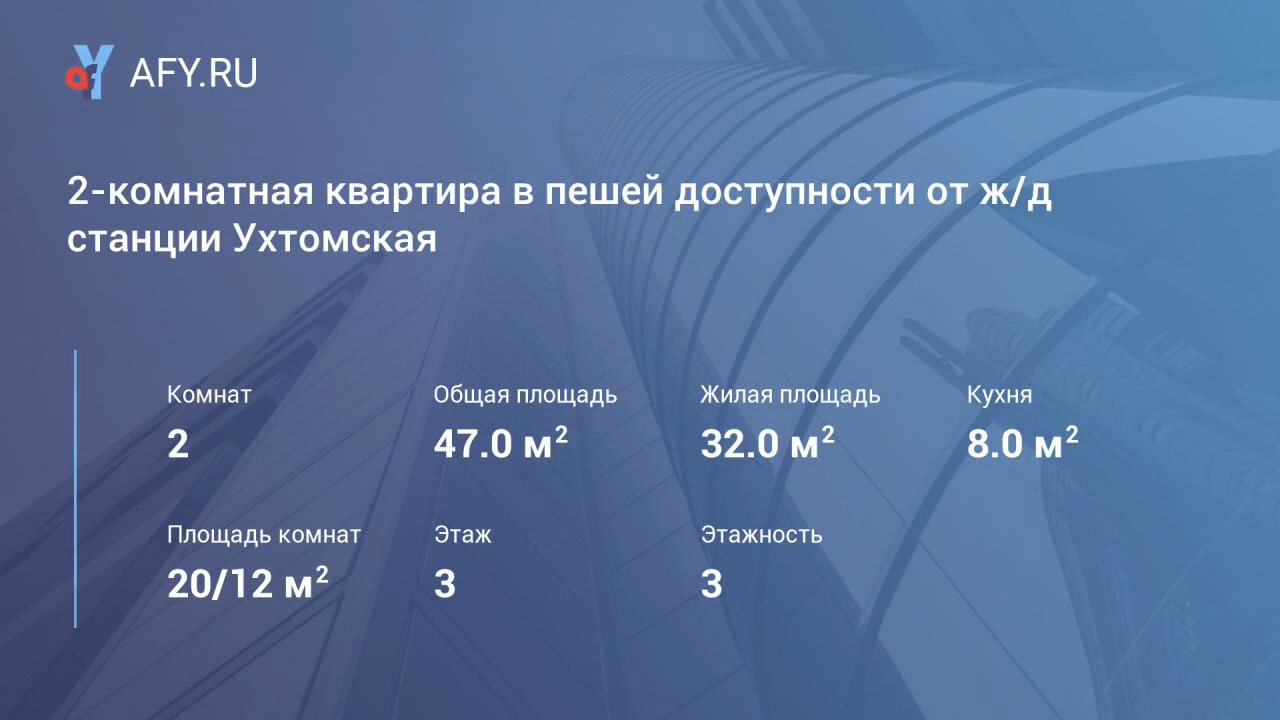 afy AFY.RU
2-комнатная квартира в пешей доступности от ж/д
станции Ухтомская
Комнат Общая площадь Жилая площадь Кухня
2 47.0 м² 32.0 м² 8.0 м²
Площадь комнат Этаж Этажность
20/12 м² 3 3